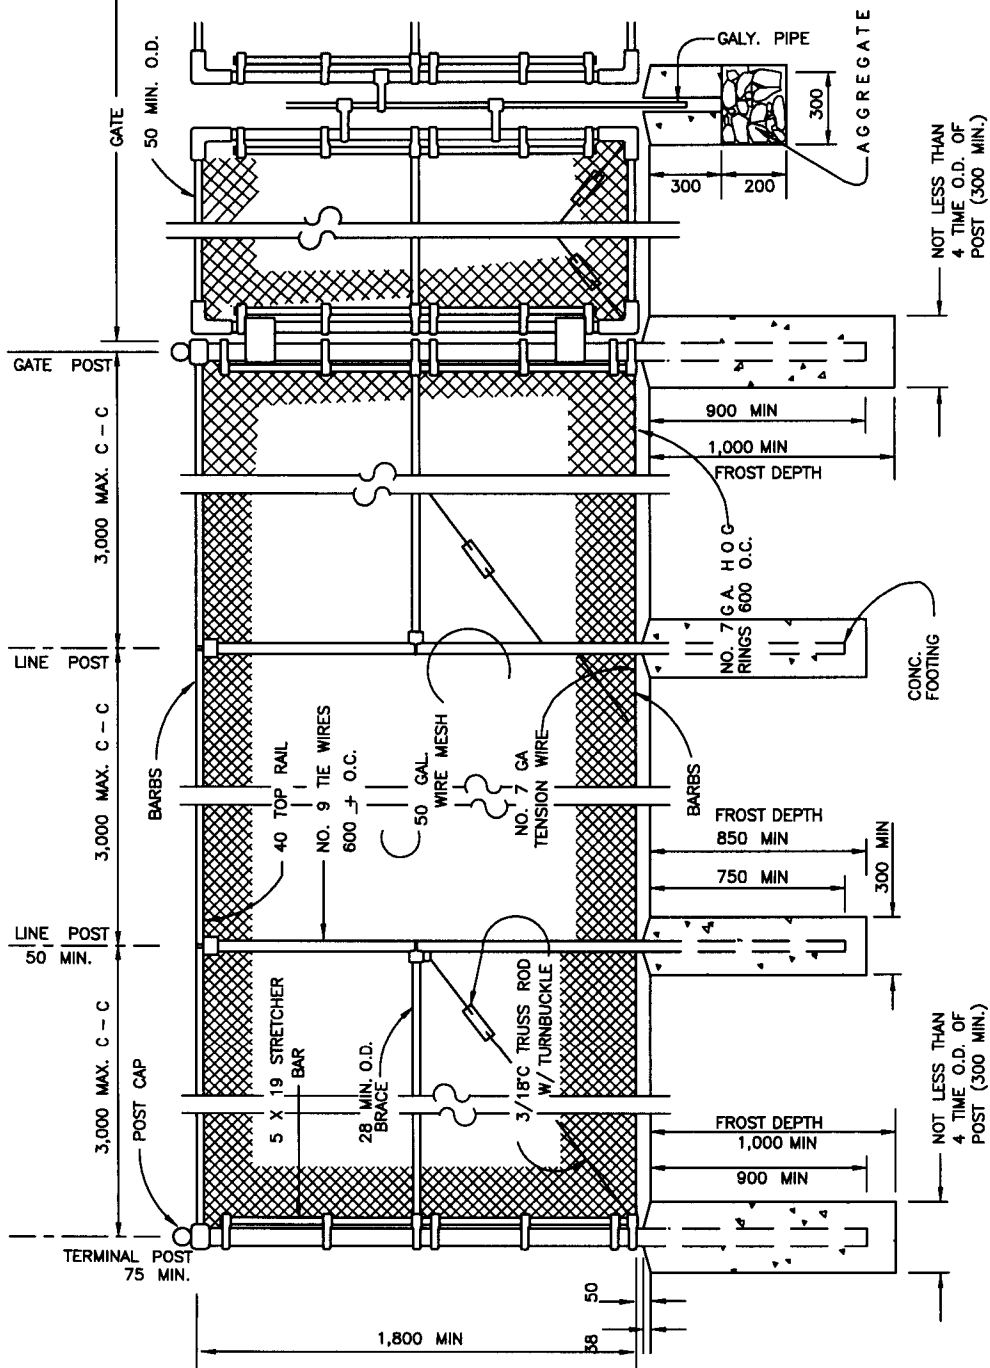 GATE
50 MIN. O.D.
GALY. PIPE
300
AGGREGATE
300
200
NOT LESS THAN
4 TIME O.D. OF
POST (300 MIN.)
GATE POST
3,000 MAX. C - C
900 MIN
1,000 MIN
FROST DEPTH
NO. 7 GA. HOG
RINGS 600 O.C.
LINE POST
CONC.
FOOTING
3,000 MAX. C - C
BARBS
40 TOP RAIL
NO. 9 TIE WIRES
600 ± O.C.
50 GAL.
WIRE MESH
NO. 7 GA
TENSION WIRE
BARBS
FROST DEPTH
850 MIN
750 MIN
300 MIN
LINE POST
50 MIN.
3,000 MAX. C - C
POST CAP
5 X 19 STRETCHER
BAR
28 MIN. O.D.
BRACE
3/18"C TRUSS ROD
W/ TURNBUCKLE
FROST DEPTH
1,000 MIN
900 MIN
NOT LESS THAN
4 TIME O.D. OF
POST (300 MIN.)
TERMINAL POST
75 MIN.
1,800 MIN
50
38